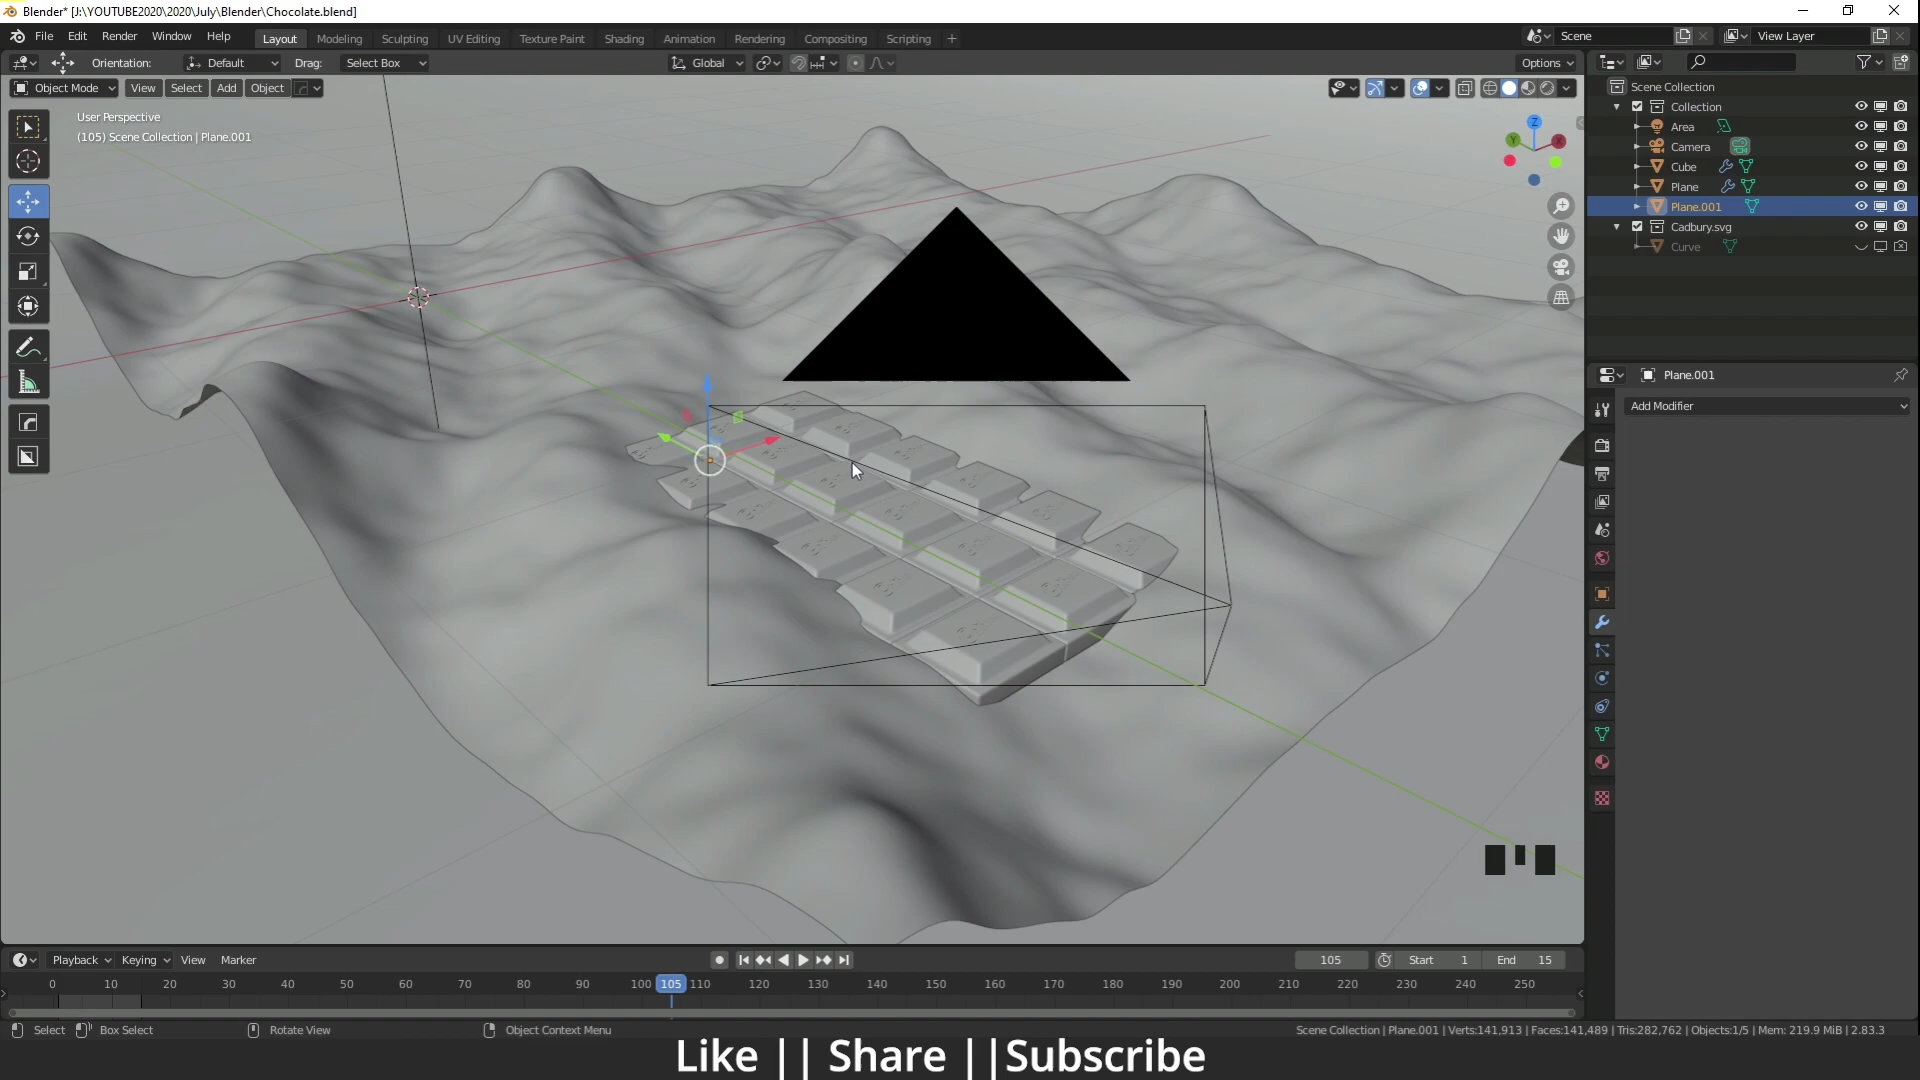 Blender* [J:\YOUTUBE2020\2020\July\Blender\Chocolate.blend]
File Edit Render Window Help Layout Modeling Sculpting UV Editing Texture Paint Shading Animation Rendering Compositing Scripting + Scene View Layer
Orientation: Default Drag: Select Box Global Options
Object Mode View Select Add Object
User Perspective
(105) Scene Collection | Plane.001
Z
Y
X
Scene Collection
Collection
Area
Camera
Cube
Plane
Plane.001
Cadbury.svg
Curve
Plane.001
Add Modifier
Playback Keying View Marker 105 Start 1 End 15
0 10 20 30 40 50 60 70 80 90 100 105 110 120 130 140 150 160 170 180 190 200 210 220 230 240 250
Select Box Select Rotate View Object Context Menu Scene Collection | Plane.001 | Verts:141,913 | Faces:141,489 | Tris:282,762 | Objects:1/5 | Mem: 219.9 MiB | 2.83.3
Like || Share ||Subscribe